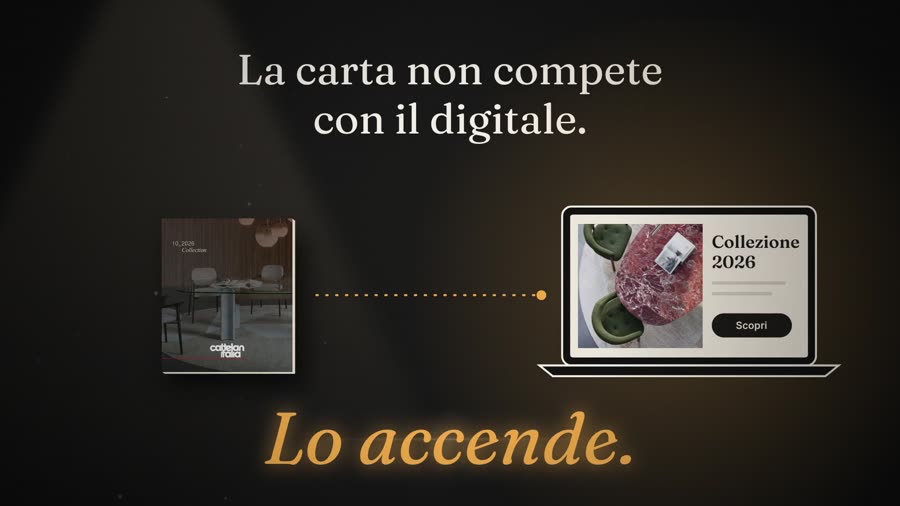 La carta non compete
con il digitale.
10_2026
Collection
cattelan
italia
Collezione
2026
Scopri
Lo accende.